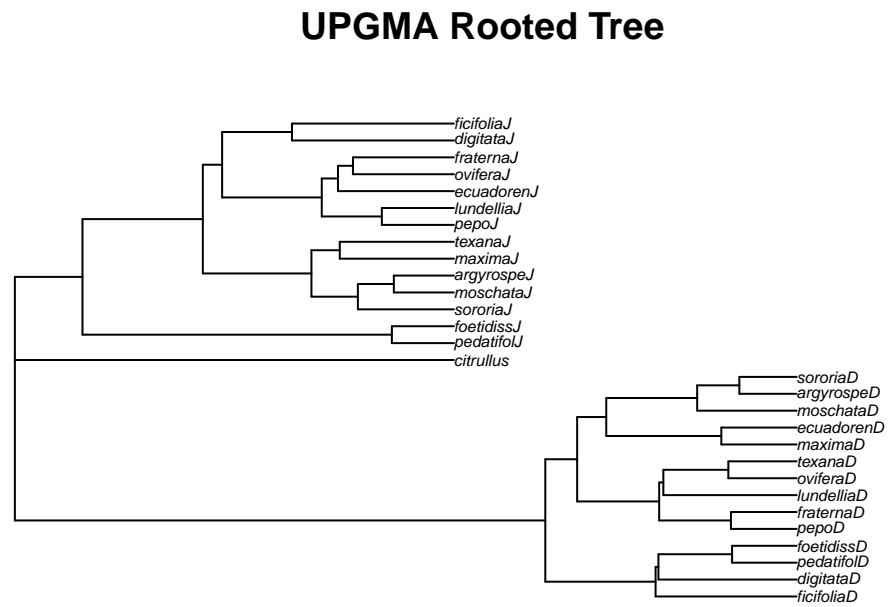 UPGMA Rooted Tree
ficifoliaJ
digitataJ
fraternaJ
oviferaJ
ecuadorenJ
lundelliaJ
pepoJ
texanaJ
maximaJ
argyrospeJ
moschataJ
sororiaJ
foetidissJ
pedatifolJ
citrullus
sororiaD
argyrospeD
moschataD
ecuadorenD
maximaD
texanaD
oviferaD
lundelliaD
fraternaD
pepoD
foetidissD
pedatifolD
digitataD
ficifoliaD